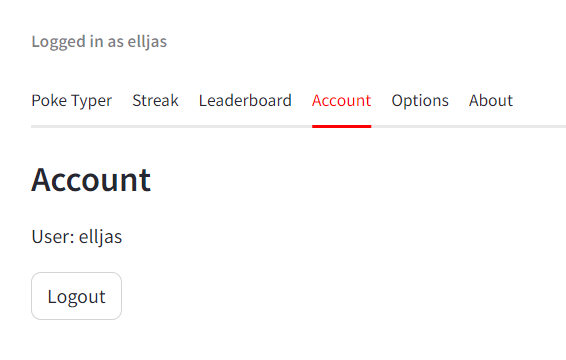 Logged in as elljas
Poke Typer Streak Leaderboard Account Options About
Account
User: elljas
Logout